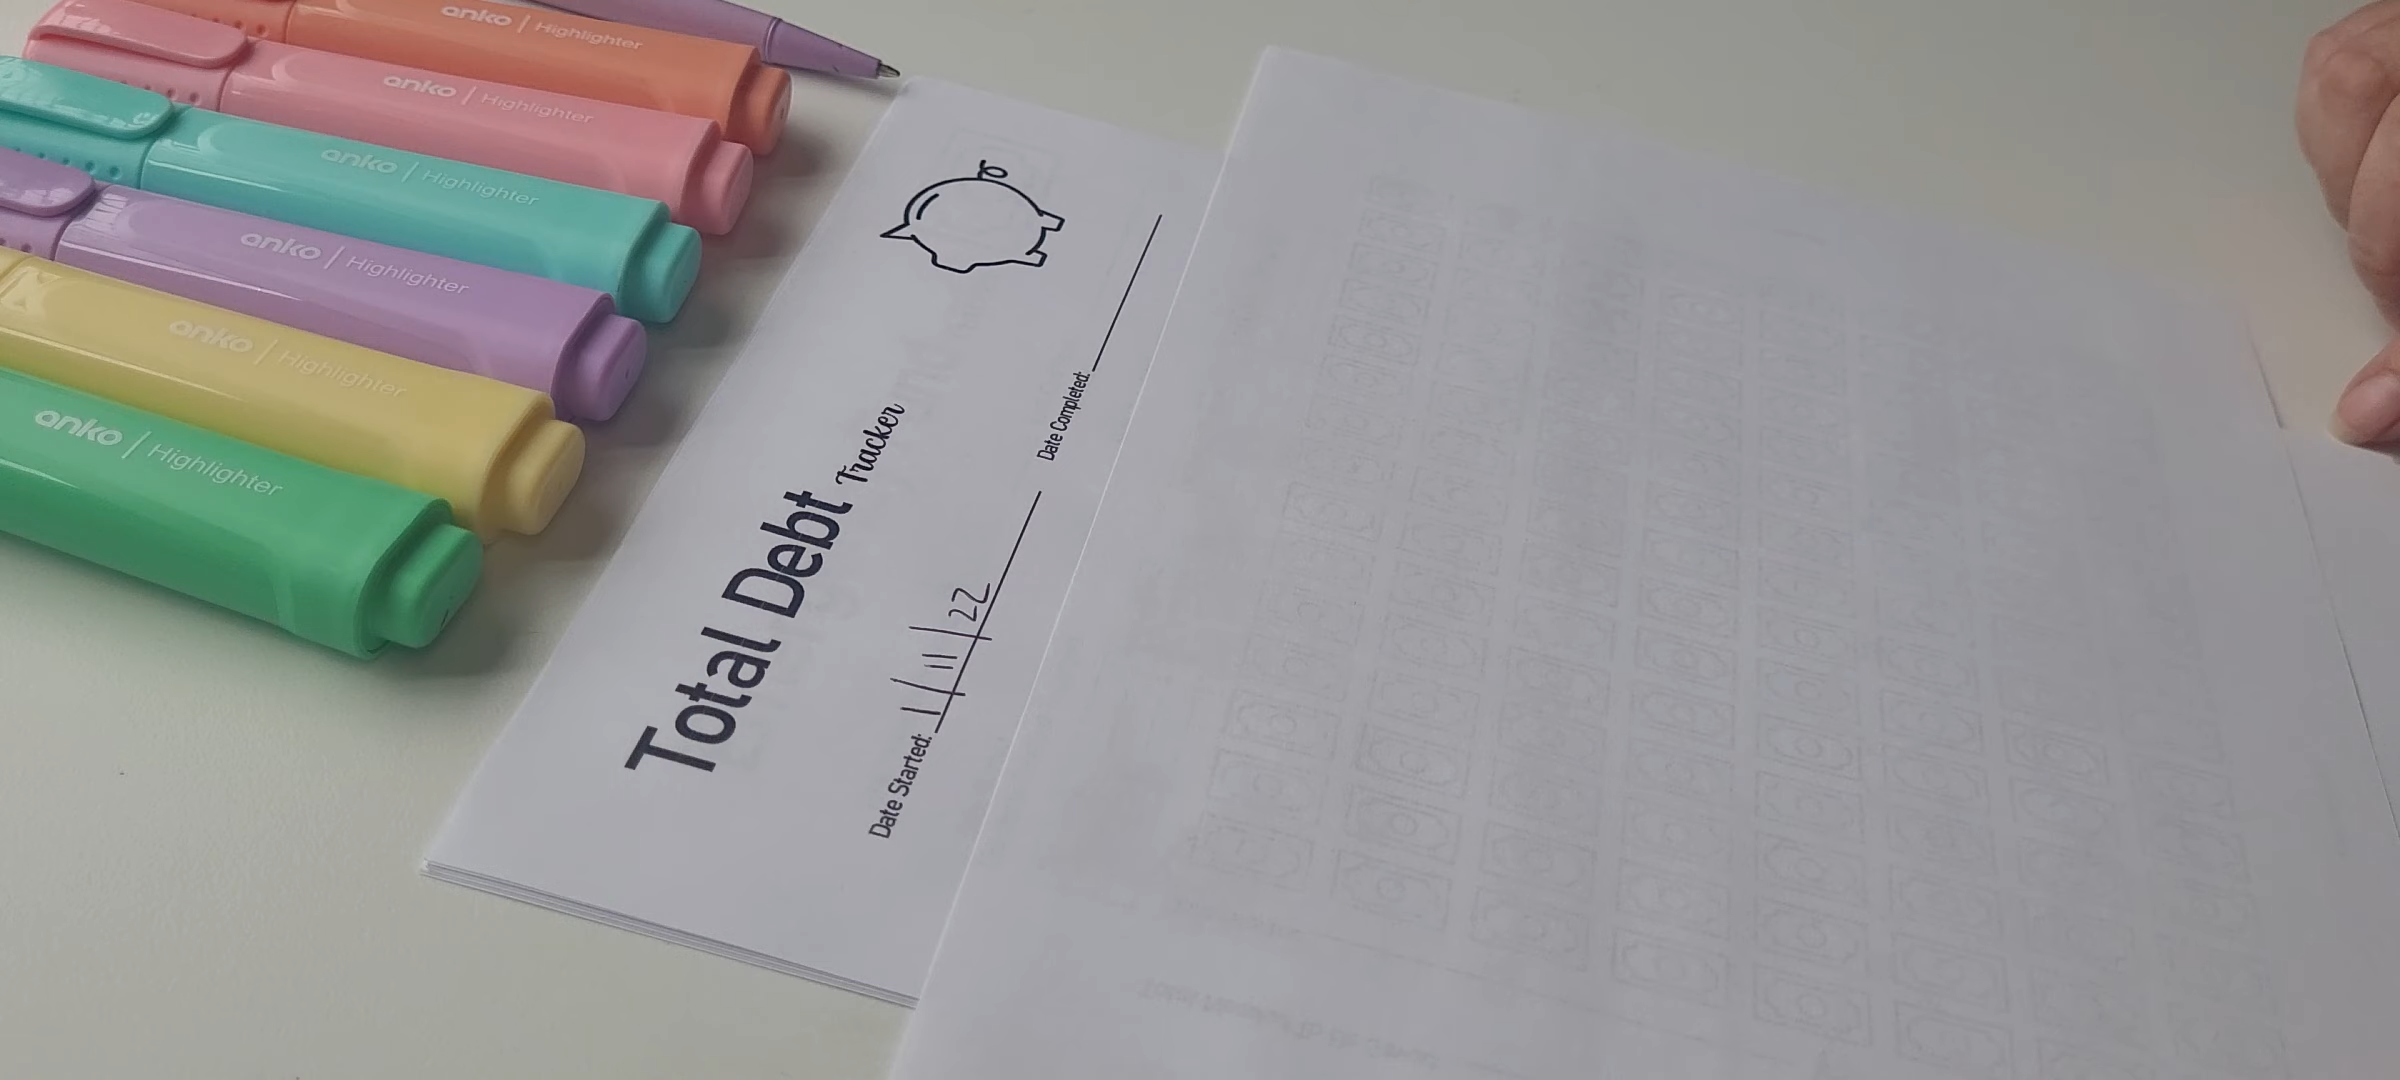 anko | Highlighter
anko | Highlighter
anko | Highlighter
anko | Highlighter
anko | Highlighter
anko | Highlighter
Total Debt Tracker
Date Started: 1/11/22
Date Completed: